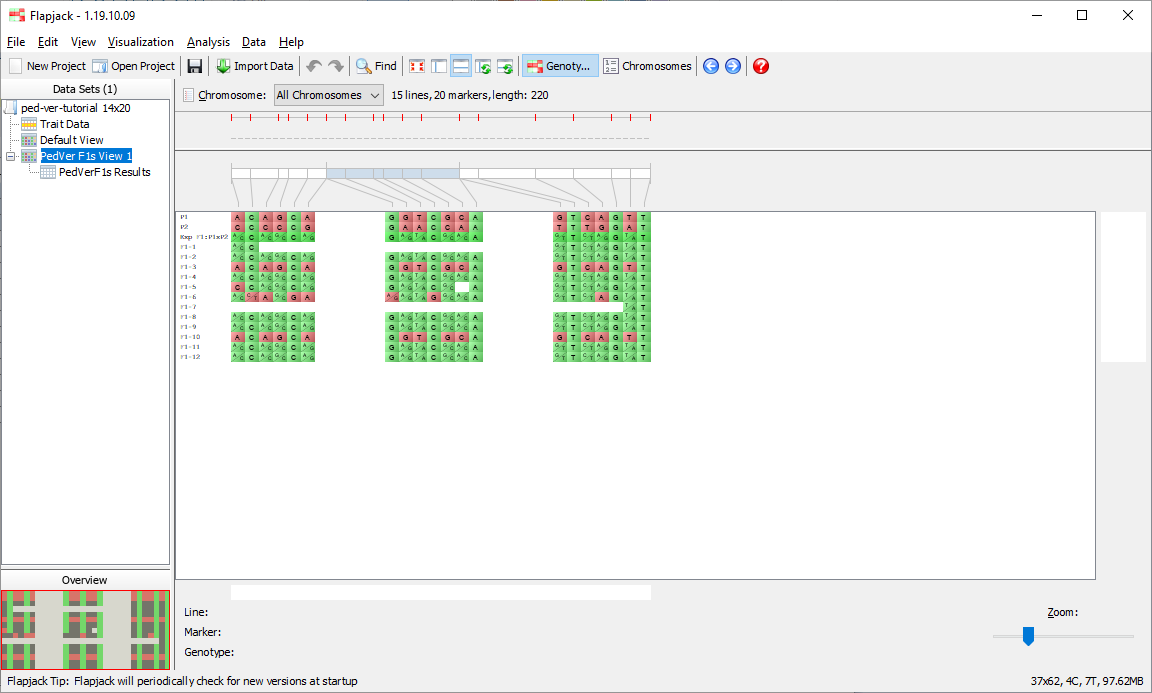 Flapjack - 1.19.10.09
File Edit View Visualization Analysis Data Help
New Project Open Project Import Data Find Genoty... Chromosomes
Data Sets (1)
ped-ver-tutorial 14x20
Trait Data
Default View
PedVer F1s View 1
PedVerF1s Results
Chromosome: All Chromosomes 15 lines, 20 markers, length: 220
P1 A C A G C A G G T C G C A G T C A G T T
P2 C C C C C G G A A C C A A T T T G G A T
Exp F1:P1xP2
F1-1
F1-2
F1-3 A C A G C A G G T C G C A G T C A G T T
F1-4
F1-5
F1-6
F1-7
F1-8
F1-9
F1-10 A C A G C A G G T C G C A G T C A G T T
F1-11
F1-12
Overview
Line:
Marker:
Genotype:
Zoom:
Flapjack Tip: Flapjack will periodically check for new versions at startup
37x62, 4C, 7T, 97.62MB